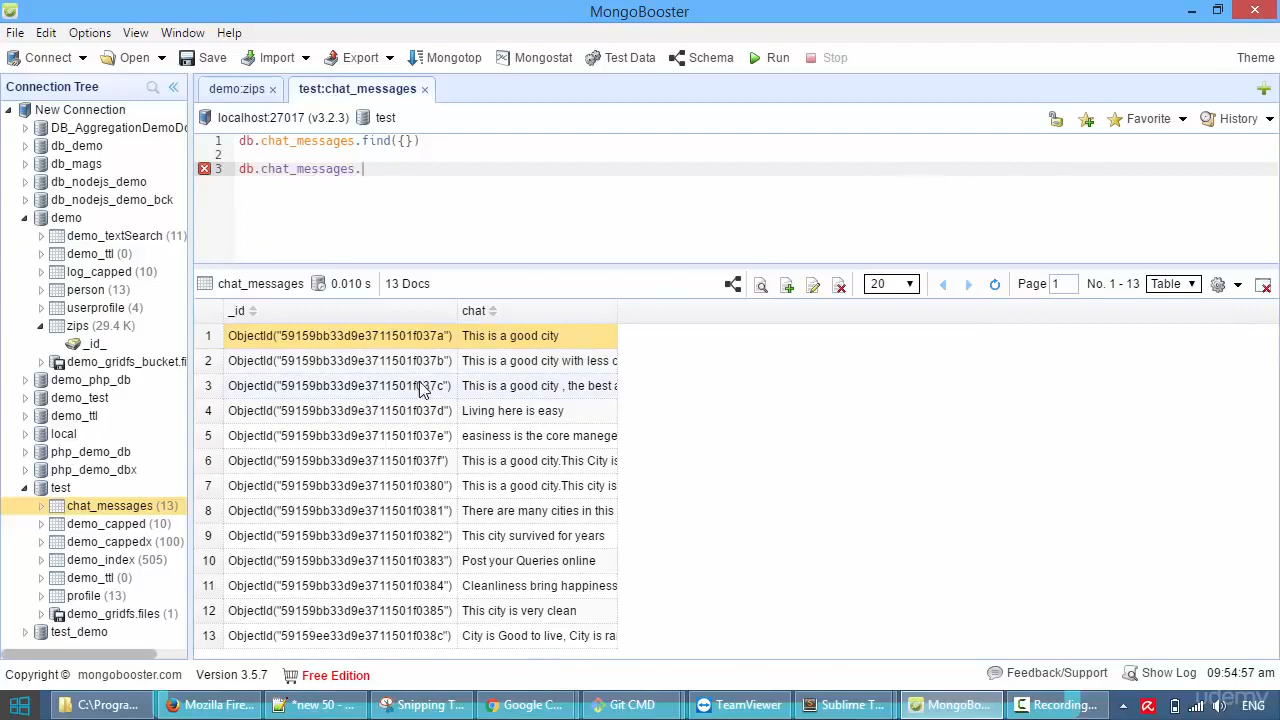 MongoBooster
File Edit Options View Window Help
Connect Open Save Import Export Mongotop Mongostat Test Data Schema Run Stop Theme
Connection Tree
demo:zips × test:chat_messages ×
New Connection
localhost:27017 (v3.2.3) test
Favorite History
DB_AggregationDemoDo
db_demo
db_mags
db_nodejs_demo
db_nodejs_demo_bck
demo
demo_textSearch (11)
demo_ttl (0)
log_capped (10)
person (13)
userprofile (4)
zips (29.4 K)
_id_
demo_gridfs_bucket.fi
demo_php_db
demo_test
demo_ttl
local
php_demo_db
php_demo_dbx
test
chat_messages (13)
demo_capped (10)
demo_cappedx (100)
demo_index (505)
demo_ttl (0)
profile (13)
demo_gridfs.files (1)
test_demo
1 db.chat_messages.find({})
2
3 db.chat_messages.
chat_messages 0.010 s 13 Docs 20 Page 1 No. 1 - 13 Table
_id chat
1 ObjectId("59159bb33d9e3711501f037a") This is a good city
2 ObjectId("59159bb33d9e3711501f037b") This is a good city with less c
3 ObjectId("59159bb33d9e3711501f037c") This is a good city , the best a
4 ObjectId("59159bb33d9e3711501f037d") Living here is easy
5 ObjectId("59159bb33d9e3711501f037e") easiness is the core manege
6 ObjectId("59159bb33d9e3711501f037f") This is a good city.This City is
7 ObjectId("59159bb33d9e3711501f0380") This is a good city.This city is
8 ObjectId("59159bb33d9e3711501f0381") There are many cities in this
9 ObjectId("59159bb33d9e3711501f0382") This city survived for years
10 ObjectId("59159bb33d9e3711501f0383") Post your Queries online
11 ObjectId("59159bb33d9e3711501f0384") Cleanliness bring happiness
12 ObjectId("59159bb33d9e3711501f0385") This city is very clean
13 ObjectId("59159ee33d9e3711501f038c") City is Good to live, City is ra
Copyright © mongobooster.com Version 3.5.7 Free Edition Feedback/Support Show Log 09:54:57 am
C:\Progra... Mozilla Fire... *new 50 - ... Snipping T... Google C... Git CMD TeamViewer Sublime T... MongoBo... Recording... ENG
udemy